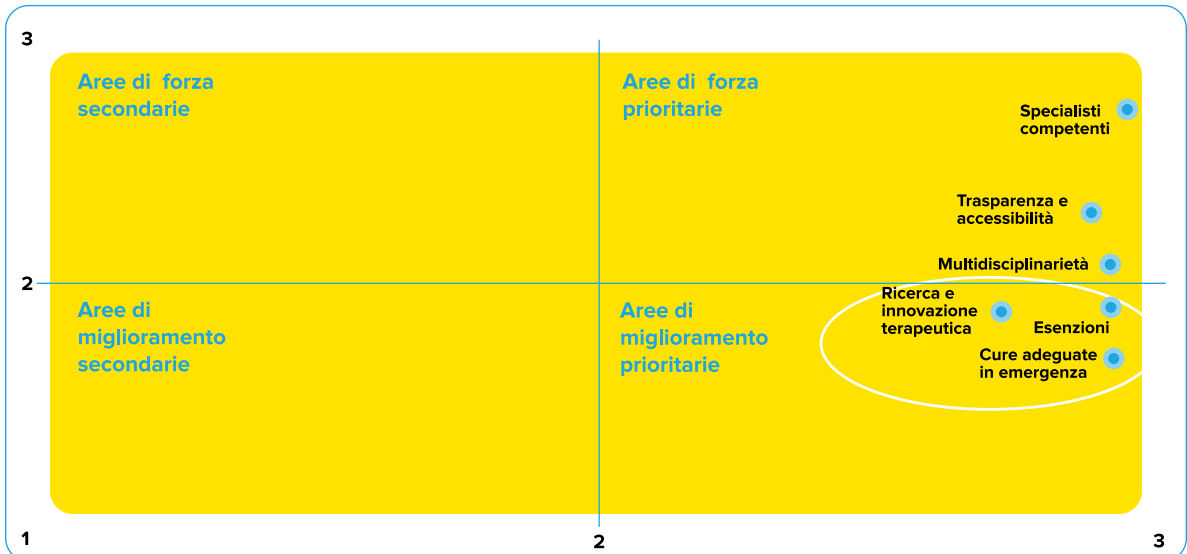 3
Aree di forza
secondarie
Aree di forza
prioritarie
Specialisti
competenti
Trasparenza e
accessibilità
Multidisciplinarietà
2
Aree di
miglioramento
secondarie
Aree di
miglioramento
prioritarie
Ricerca e
innovazione
terapeutica
Esenzioni
Cure adeguate
in emergenza
1
2
3